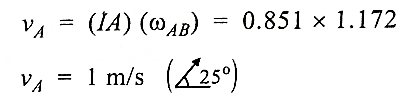 v_A = (IA) (ω_AB) = 0.851 × 1.172
v_A = 1 m/s (∠25°)